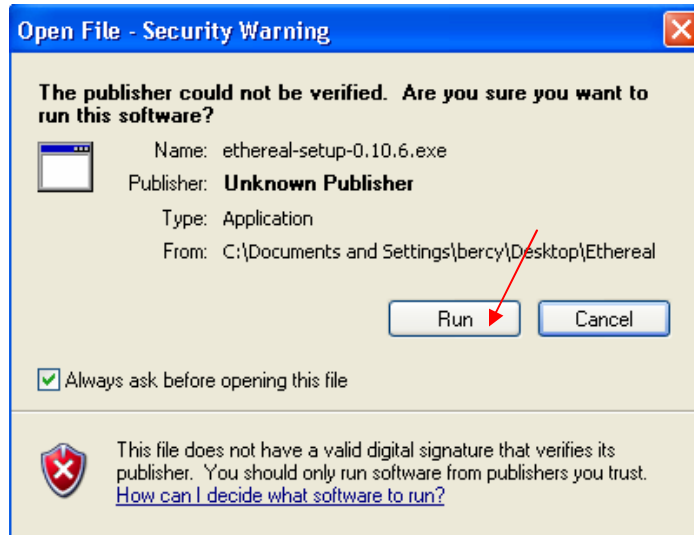 Open File - Security Warning
The publisher could not be verified.  Are you sure you want to
run this software?
Name: ethereal-setup-0.10.6.exe
Publisher: Unknown Publisher
Type: Application
From: C:\Documents and Settings\bercy\Desktop\Ethereal
Run Cancel
Always ask before opening this file
This file does not have a valid digital signature that verifies its
publisher.  You should only run software from publishers you trust.
How can I decide what software to run?